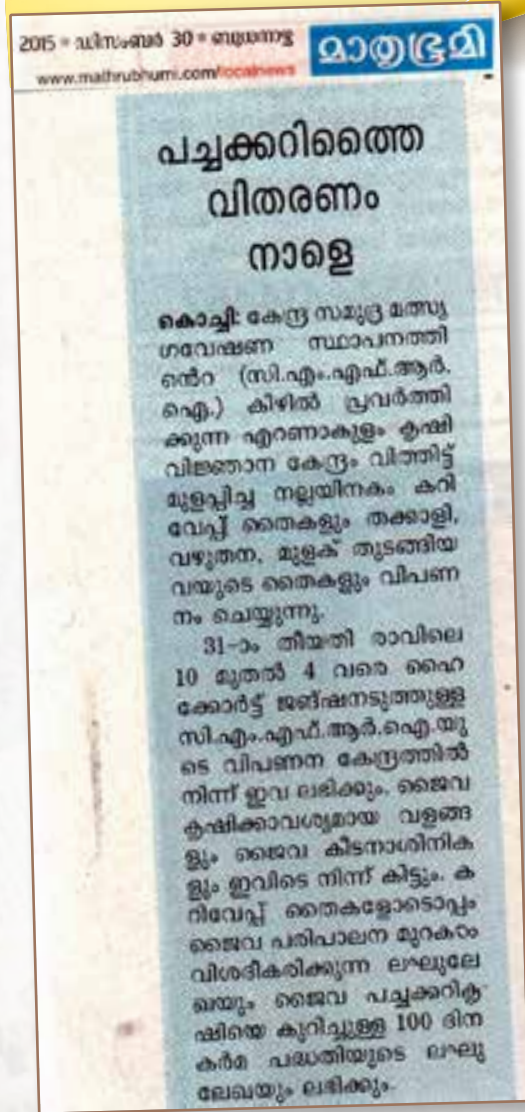 2015 = ഡിസംബർ 30 = ബുധനാഴ്ച
മാതൃഭൂമി
www.mathrubhumi.com/localnews
പച്ചക്കറിത്തൈ
വിതരണം
നാളെ
കൊച്ചി: കേന്ദ്ര സമുദ്ര മത്സ്യ
ഗവേഷണ സ്ഥാപനത്തി
ന്റെ (സി.എം.എഫ്.ആർ.
ഐ.) കീഴിൽ പ്രവർത്തി
ക്കുന്ന എറണാകുളം കൃഷി
വിജ്ഞാന കേന്ദ്രം വിത്തിട്ട്
മുളപ്പിച്ച നല്ലയിനകം കറി
വേപ്പ് തൈകളും തക്കാളി,
വഴുതന, മുളക് തുടങ്ങിയ
വയുടെ തൈകളും വിപണ
നം ചെയ്യുന്നു.
31-ാം തീയതി രാവിലെ
10 മുതൽ 4 വരെ ഹൈ
ക്കോർട്ട് ജങ്ഷനടുത്തുള്ള
സി.എം.എഫ്.ആർ.ഐ.യു
ടെ വിപണന കേന്ദ്രത്തിൽ
നിന്ന് ഇവ ലഭിക്കും. ജൈവ
കൃഷിക്കാവശ്യമായ വളങ്ങ
ളും ജൈവ കീടനാശിനിക
ളും ഇവിടെ നിന്ന് കിട്ടും. ക
റിവേപ്പ് തൈകളോടൊപ്പം
ജൈവ പരിപാലന മുറകൾ
വിശദീകരിക്കുന്ന ലഘുലേ
ഖയും ജൈവ പച്ചക്കറികൃ
ഷിയെ കുറിച്ചുള്ള 100 ദിന
കർമ പദ്ധതിയുടെ ലഘു
ലേഖയും ലഭിക്കും.